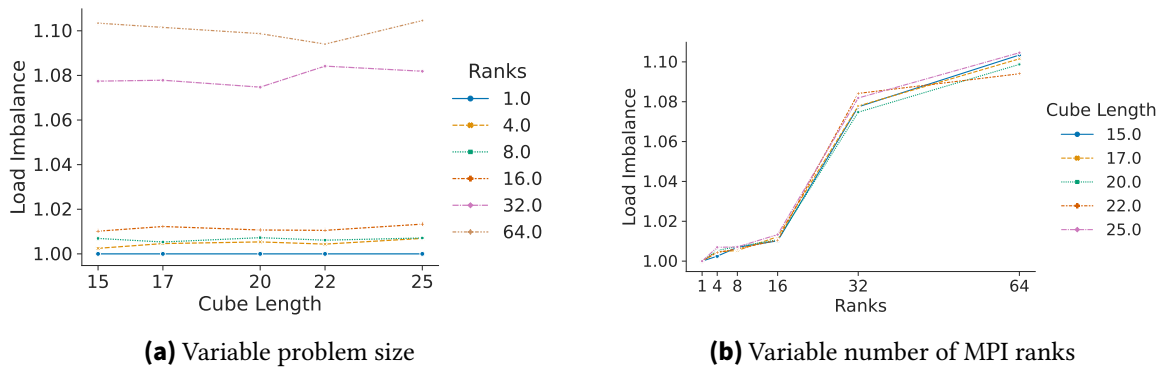 Load Imbalance
1.10
1.08
1.06
1.04
1.02
1.00
15 17 20 22 25
Cube Length
Ranks
1.0
4.0
8.0
16.0
32.0
64.0
(a) Variable problem size
Load Imbalance
1.10
1.08
1.06
1.04
1.02
1.00
1 4 8 16 32 64
Ranks
Cube Length
15.0
17.0
20.0
22.0
25.0
(b) Variable number of MPI ranks